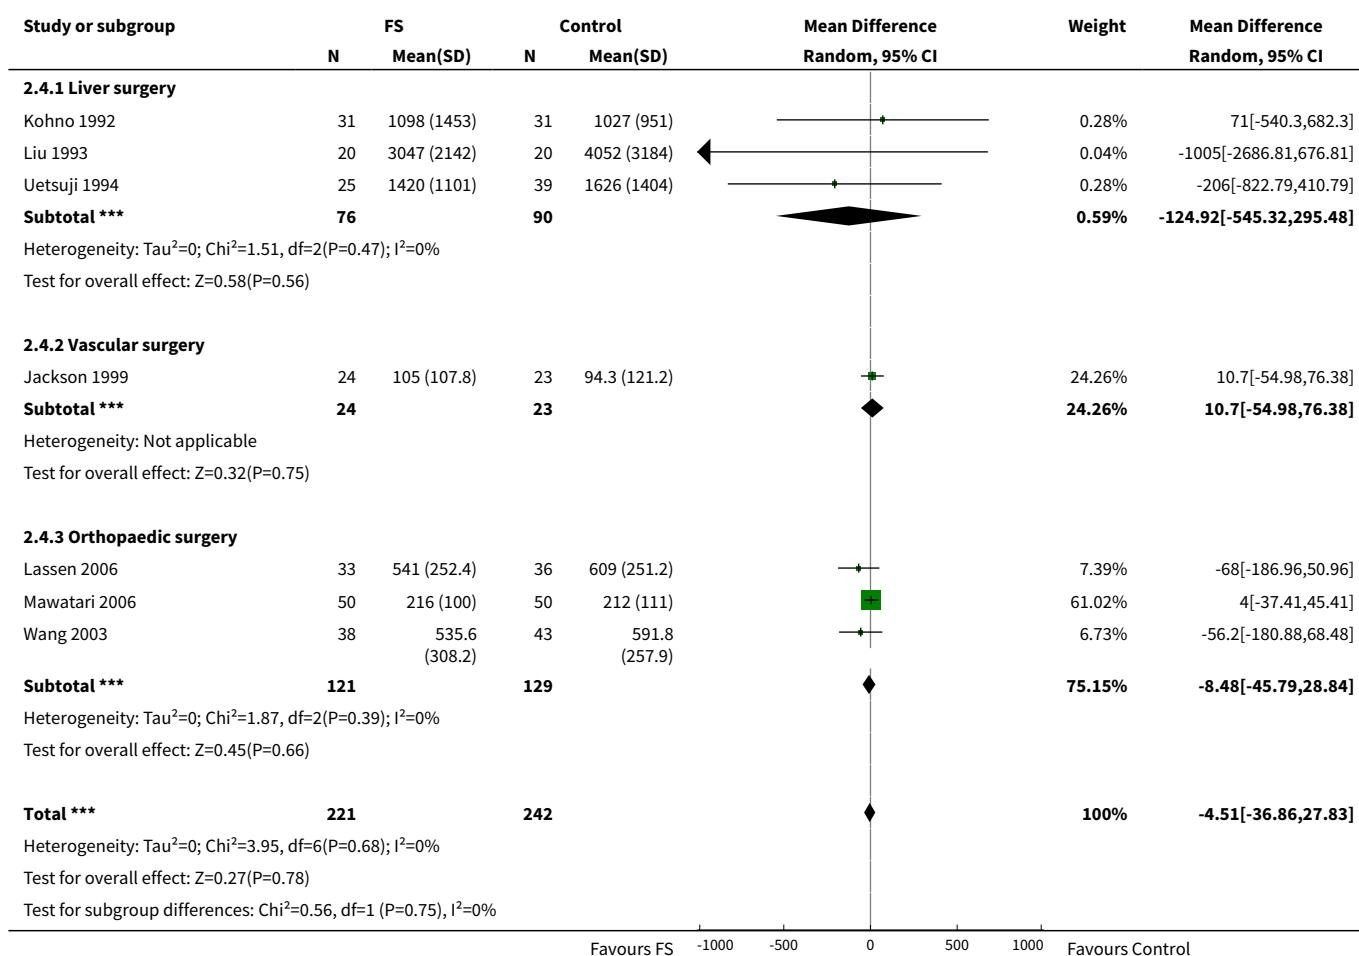 Study or subgroup FS Control Mean Difference Weight Mean Difference
N Mean(SD) N Mean(SD) Random, 95% CI Random, 95% CI
2.4.1 Liver surgery
Kohno 1992 31 1098 (1453) 31 1027 (951) 0.28% 71[-540.3,682.3]
Liu 1993 20 3047 (2142) 20 4052 (3184) 0.04% -1005[-2686.81,676.81]
Uetsuji 1994 25 1420 (1101) 39 1626 (1404) 0.28% -206[-822.79,410.79]
Subtotal *** 76 90 0.59% -124.92[-545.32,295.48]
Heterogeneity: Tau²=0; Chi²=1.51, df=2(P=0.47); I²=0%
Test for overall effect: Z=0.58(P=0.56)
2.4.2 Vascular surgery
Jackson 1999 24 105 (107.8) 23 94.3 (121.2) 24.26% 10.7[-54.98,76.38]
Subtotal *** 24 23 24.26% 10.7[-54.98,76.38]
Heterogeneity: Not applicable
Test for overall effect: Z=0.32(P=0.75)
2.4.3 Orthopaedic surgery
Lassen 2006 33 541 (252.4) 36 609 (251.2) 7.39% -68[-186.96,50.96]
Mawatari 2006 50 216 (100) 50 212 (111) 61.02% 4[-37.41,45.41]
Wang 2003 38 535.6 43 591.8 6.73% -56.2[-180.88,68.48]
(308.2) (257.9)
Subtotal *** 121 129 75.15% -8.48[-45.79,28.84]
Heterogeneity: Tau²=0; Chi²=1.87, df=2(P=0.39); I²=0%
Test for overall effect: Z=0.45(P=0.66)
Total *** 221 242 100% -4.51[-36.86,27.83]
Heterogeneity: Tau²=0; Chi²=3.95, df=6(P=0.68); I²=0%
Test for overall effect: Z=0.27(P=0.78)
Test for subgroup differences: Chi²=0.56, df=1 (P=0.75), I²=0%
Favours FS -1000 -500 0 500 1000 Favours Control